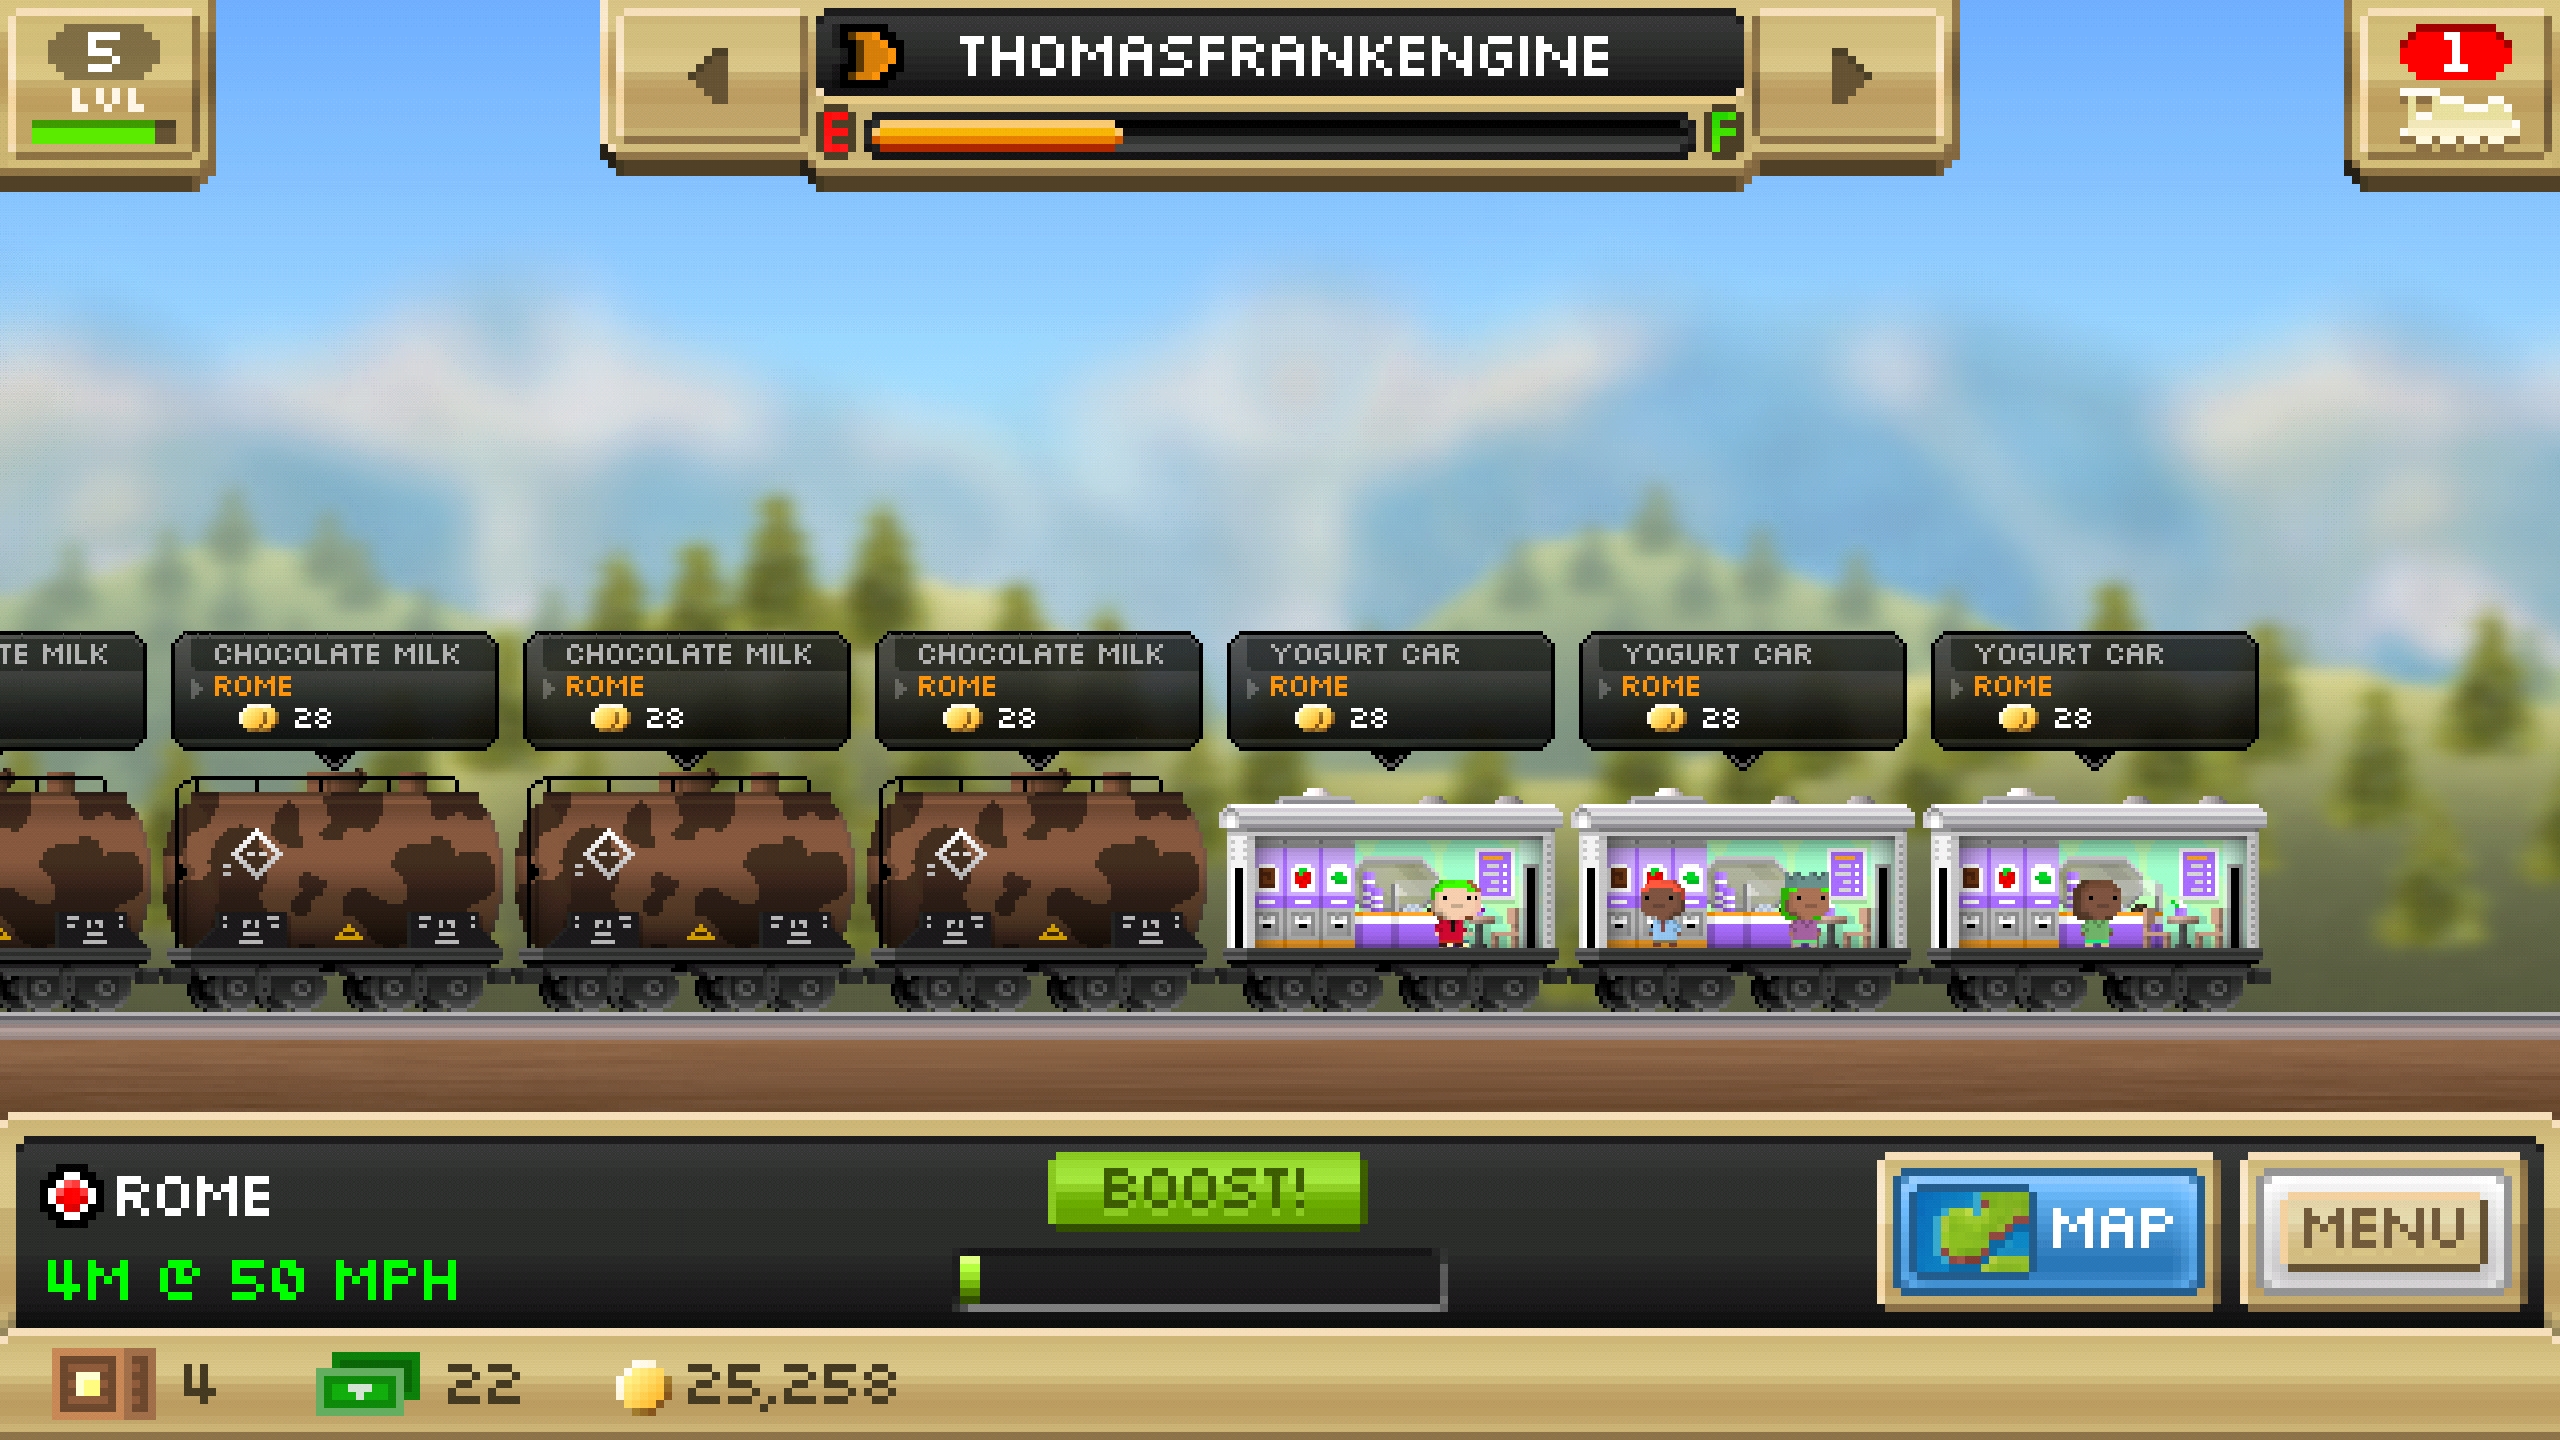 5
LVL
THOMASFRANKENGINE
E
F
1
TE MILK
CHOCOLATE MILK
ROME
28
CHOCOLATE MILK
ROME
28
CHOCOLATE MILK
ROME
28
YOGURT CAR
ROME
28
YOGURT CAR
ROME
28
YOGURT CAR
ROME
28
ROME
4M @ 50 MPH
BOOST!
MAP
MENU
4
22
25,258